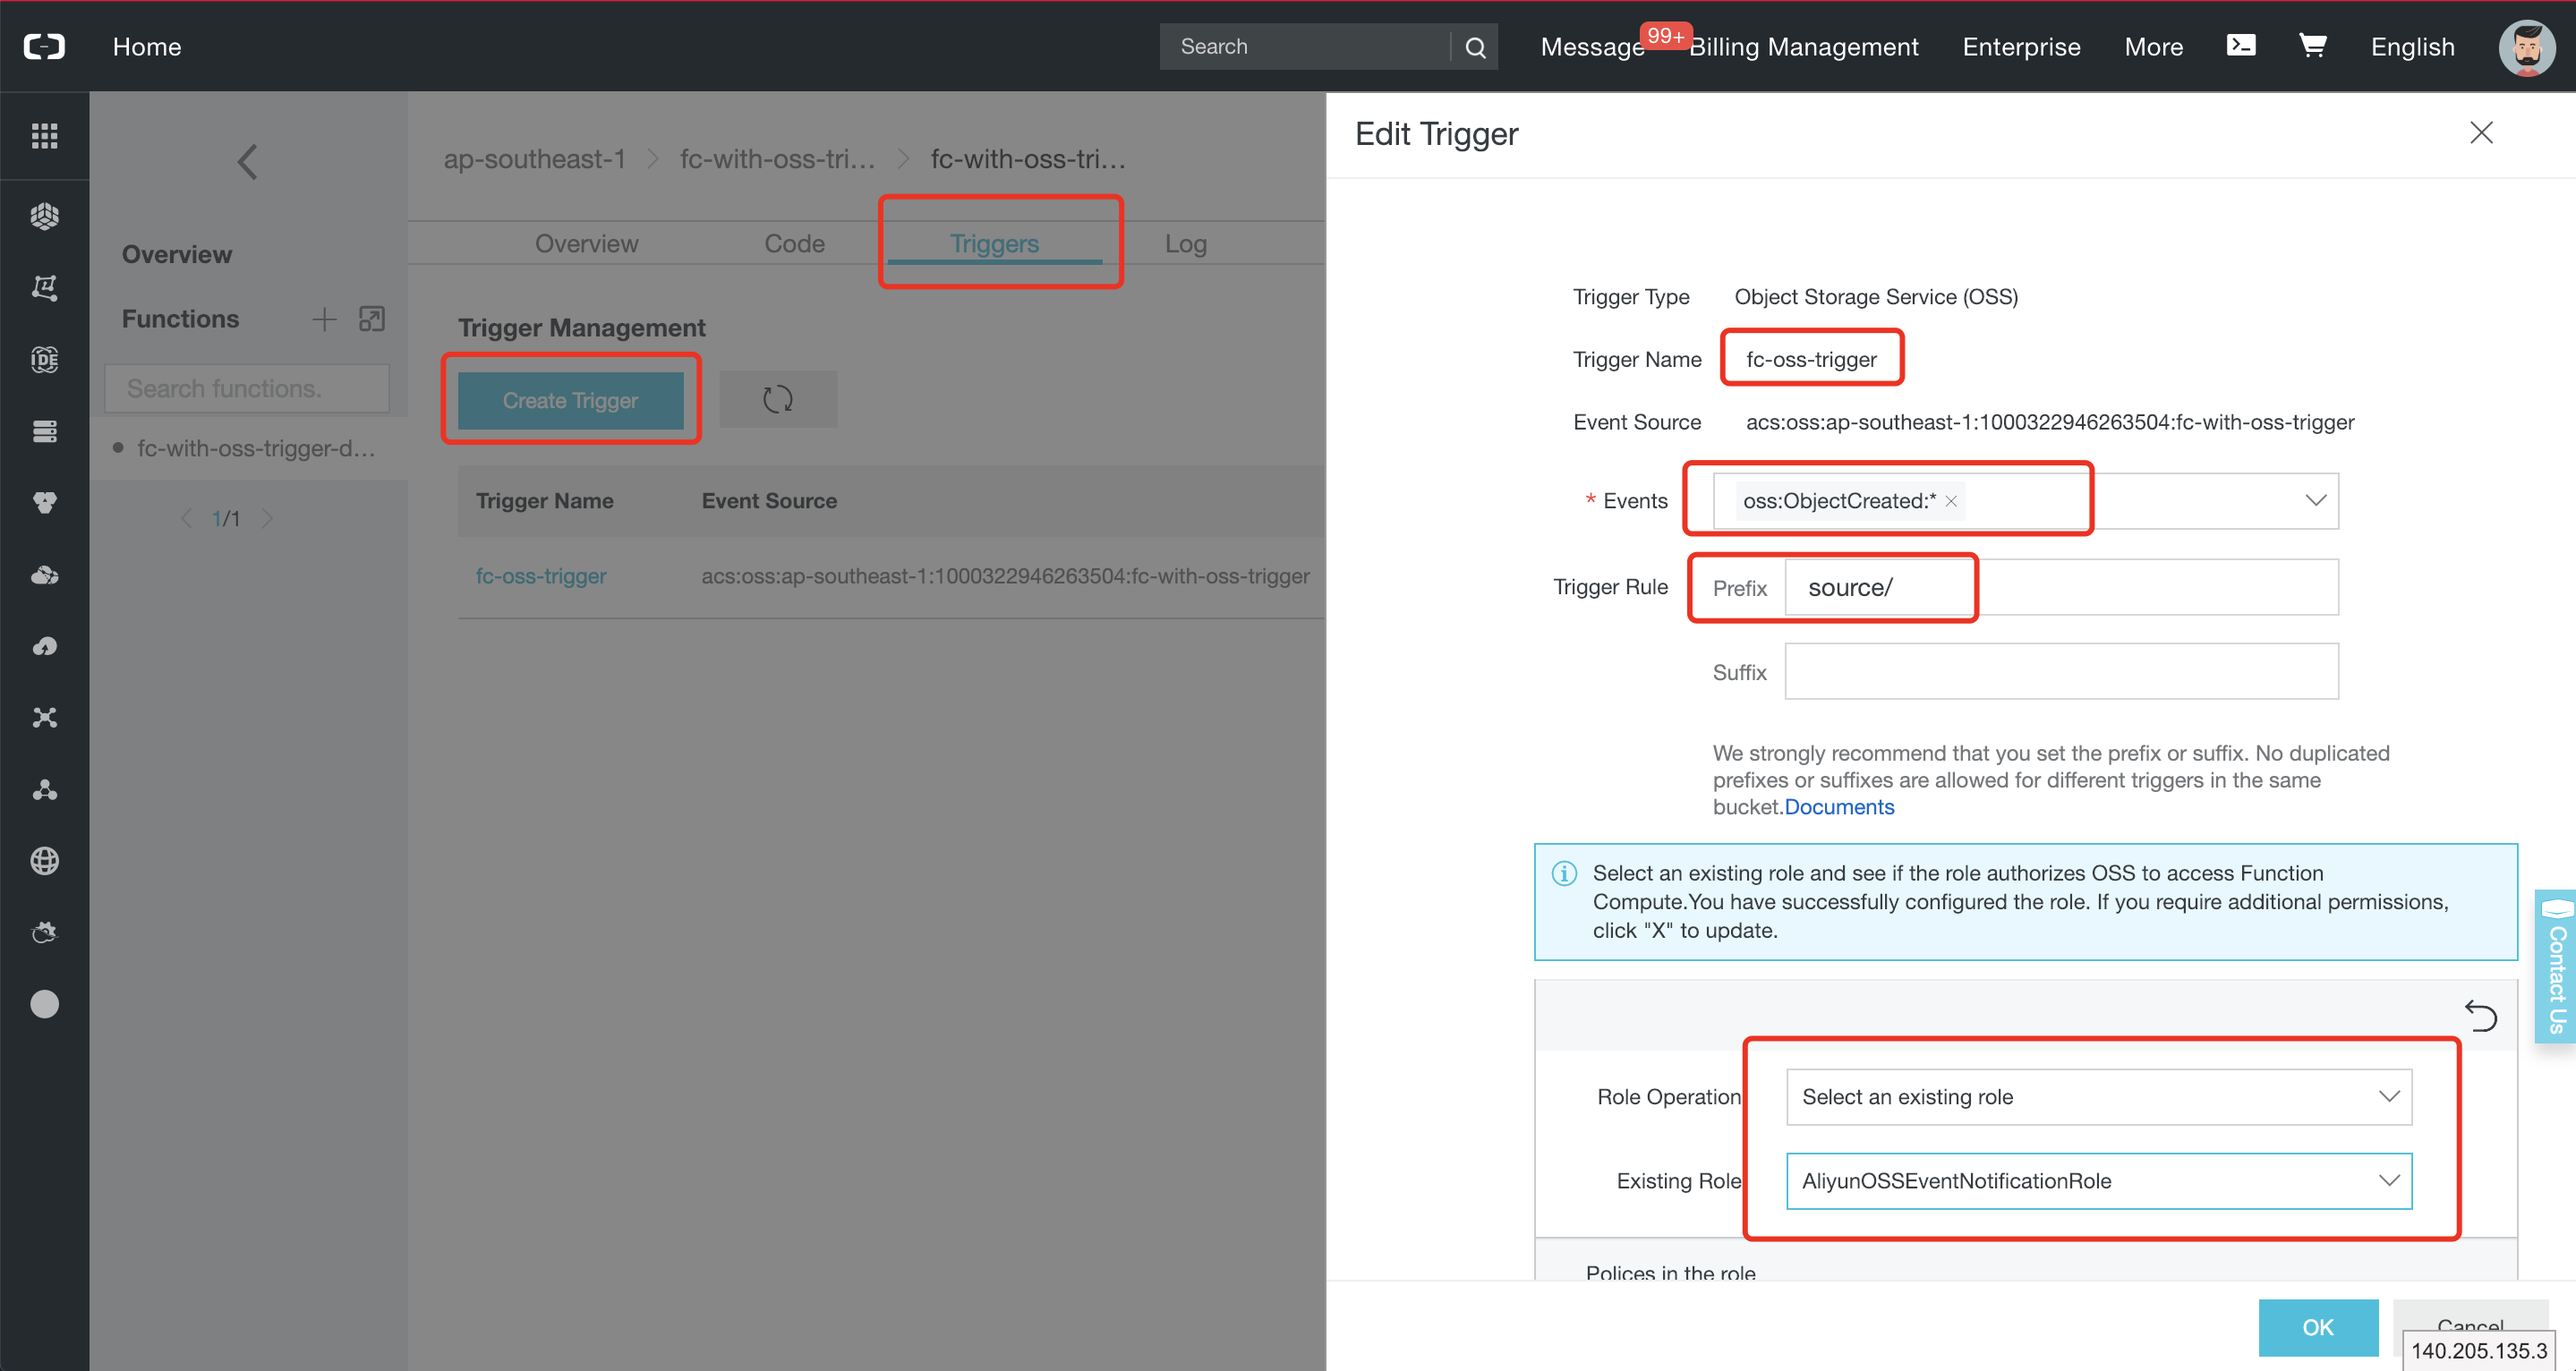 Home
Search
Message
99+
Billing Management
Enterprise
More
English
ap-southeast-1 > fc-with-oss-tri... > fc-with-oss-tri...
Overview
Functions
Search functions.
fc-with-oss-trigger-d...
1/1
Overview
Code
Triggers
Log
Trigger Management
Create Trigger
Trigger Name
Event Source
fc-oss-trigger
acs:oss:ap-southeast-1:1000322946263504:fc-with-oss-trigger
Edit Trigger
Trigger Type
Object Storage Service (OSS)
Trigger Name
fc-oss-trigger
Event Source
acs:oss:ap-southeast-1:1000322946263504:fc-with-oss-trigger
* Events
oss:ObjectCreated:* ×
Trigger Rule
Prefix
source/
Suffix
We strongly recommend that you set the prefix or suffix. No duplicated
prefixes or suffixes are allowed for different triggers in the same
bucket.Documents
Select an existing role and see if the role authorizes OSS to access Function
Compute.You have successfully configured the role. If you require additional permissions,
click "X" to update.
Role Operation
Select an existing role
Existing Role
AliyunOSSEventNotificationRole
Polices in the role
OK
Cancel
140.205.135.3
Contact Us
IDE